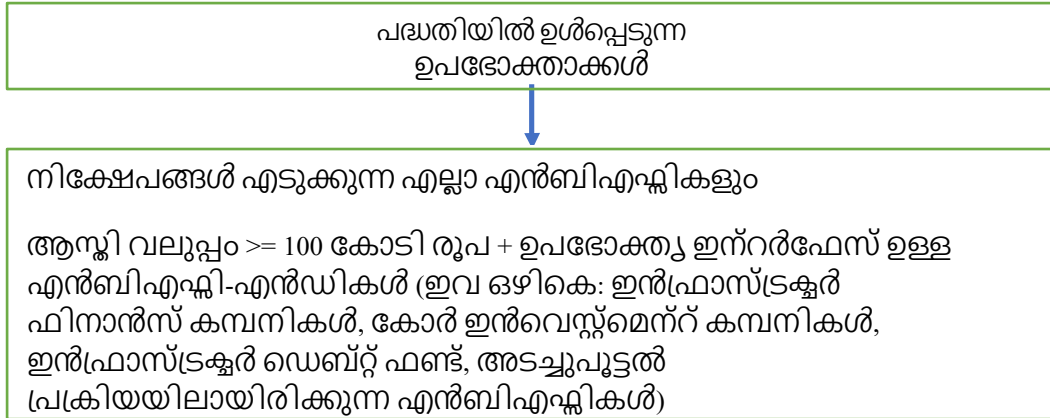 പദ്ധതിയിൽ ഉൾപ്പെടുന്ന
ഉപഭോക്താക്കൾ
നിക്ഷേപങ്ങൾ എടുക്കുന്ന എല്ലാ എൻബിഎഫ്സികളും
ആസ്തി വലുപ്പം >= 100 കോടി രൂപ + ഉപഭോക്തൃ ഇന്റർഫേസ് ഉള്ള
എൻബിഎഫ്സി-എൻഡികൾ (ഇവ ഒഴികെ: ഇൻഫ്രാസ്ട്രക്ചർ
ഫിനാൻസ് കമ്പനികൾ, കോർ ഇൻവെസ്റ്റ്മെന്റ് കമ്പനികൾ,
ഇൻഫ്രാസ്ട്രക്ചർ ഡെബ്റ്റ് ഫണ്ട്, അടച്ചുപൂട്ടൽ
പ്രക്രിയയിലായിരിക്കുന്ന എൻബിഎഫ്സികൾ)